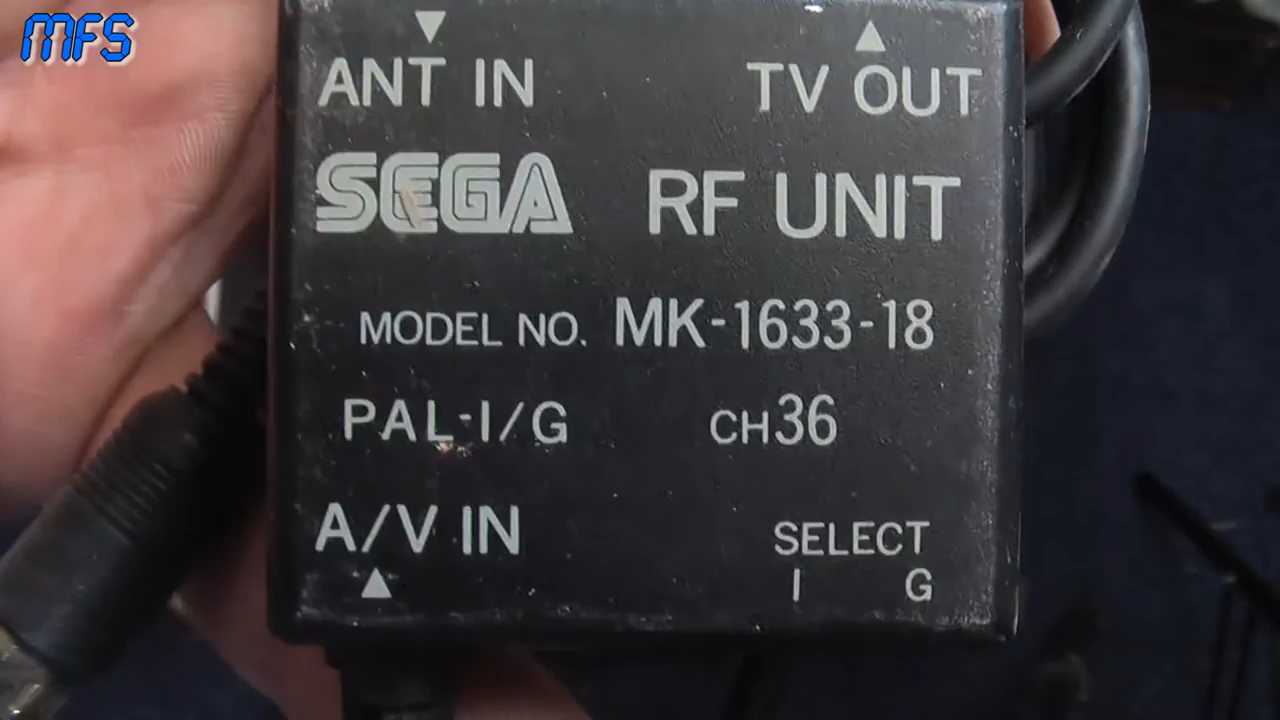 MFS
▼ ▲
ANT IN TV OUT
SEGA RF UNIT
MODEL NO. MK-1633-18
PAL-I/G CH36
A/V IN SELECT
▲ I G